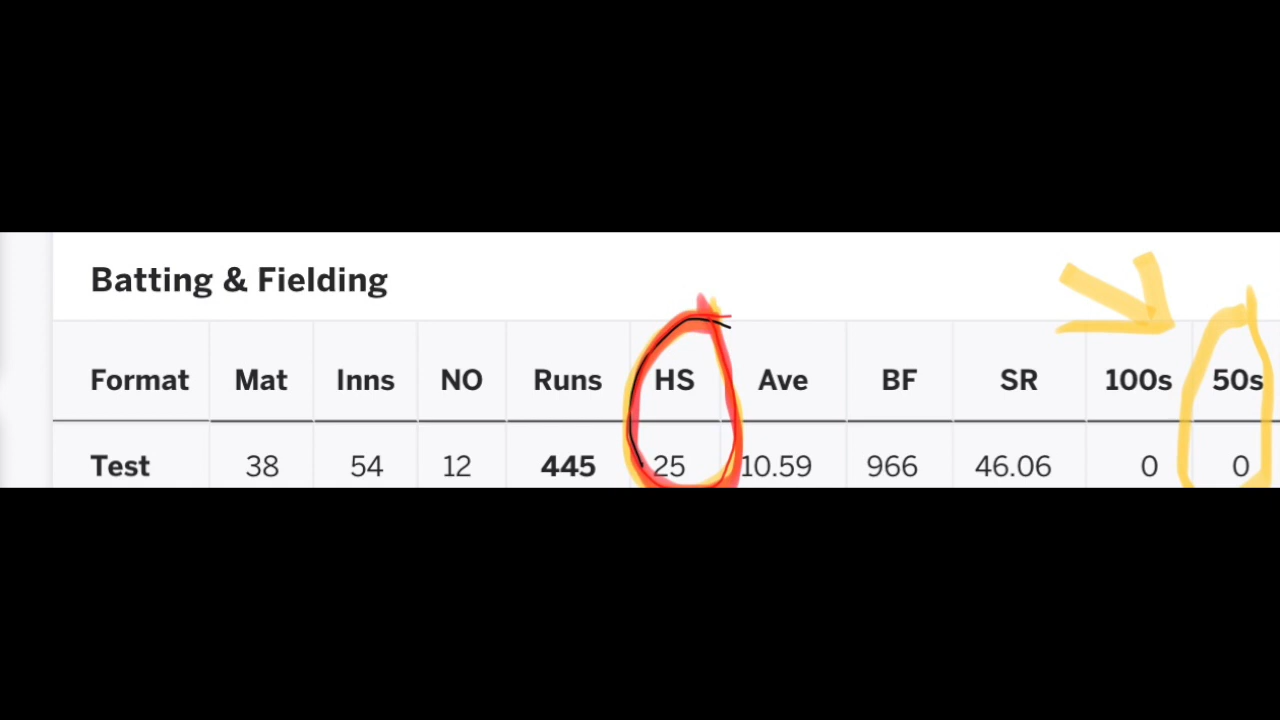 Batting & Fielding
Format Mat Inns NO Runs HS Ave BF SR 100s 50s
Test 38 54 12 445 25 10.59 966 46.06 0 0